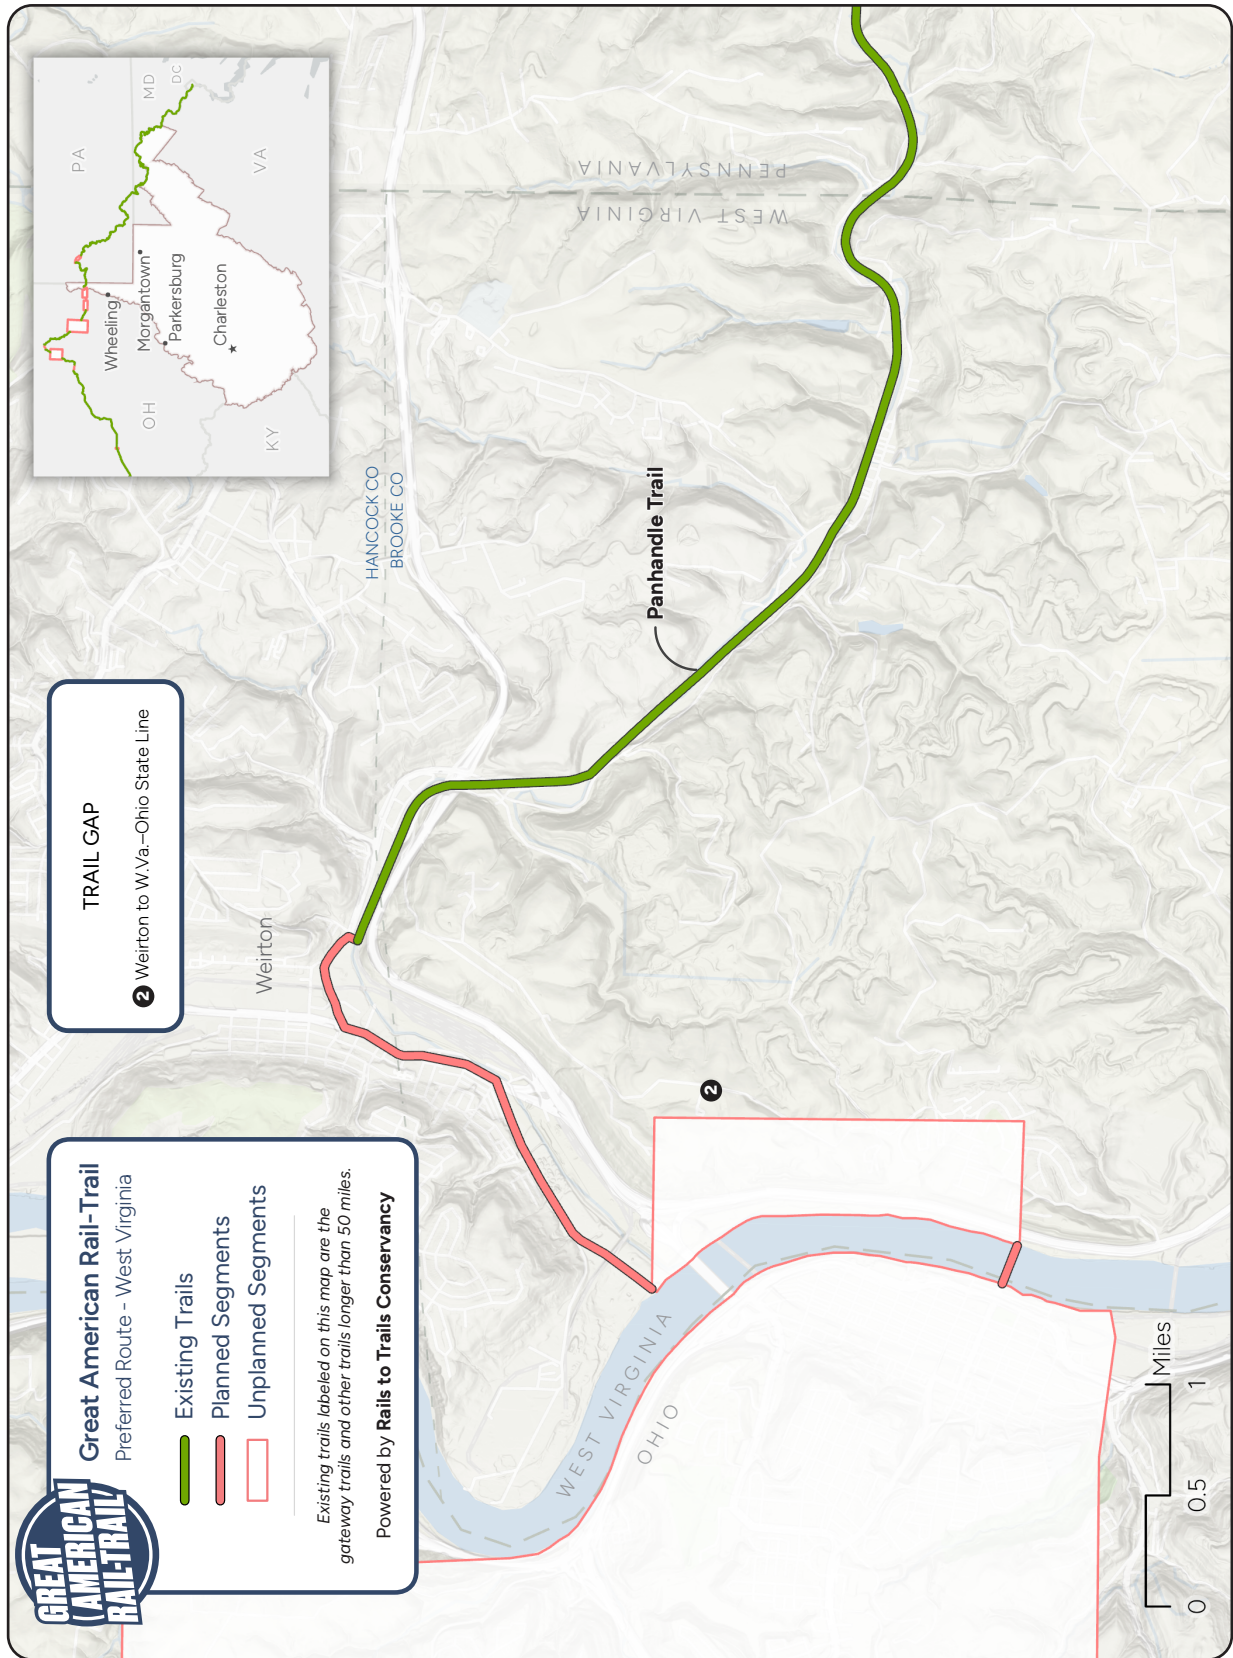 GREAT
AMERICAN
RAIL-TRAIL
Great American Rail-Trail
Preferred Route - West Virginia
Existing Trails
Planned Segments
Unplanned Segments
Existing trails labeled on this map are the
gateway trails and other trails longer than 50 miles.
Powered by Rails to Trails Conservancy
TRAIL GAP
2 Weirton to W.Va.–Ohio State Line
PA
MD
DC
VA
OH
KY
Wheeling
Morgantown
Parkersburg
Charleston
HANCOCK CO
BROOKE CO
Weirton
Panhandle Trail
WEST VIRGINIA
PENNSYLVANIA
2
WEST VIRGINIA
OHIO
0 0.5 1
Miles